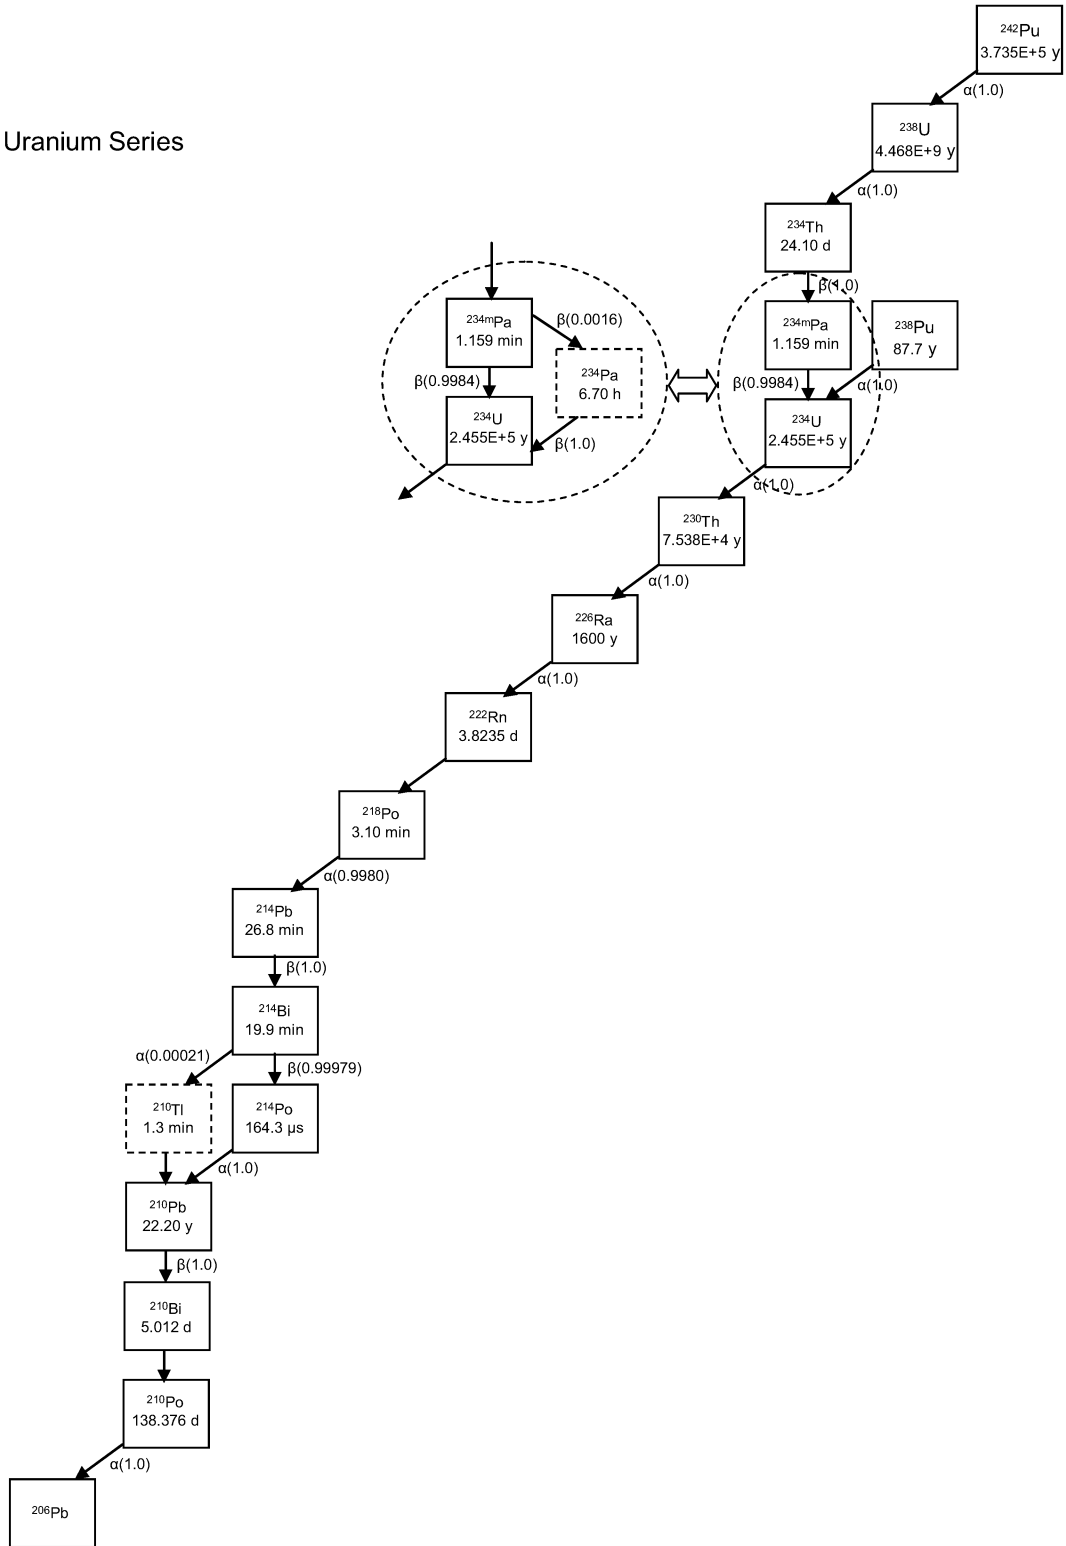 ²⁴²Pu
3.735E+5 y
α(1.0)
²³⁸U
4.468E+9 y
Uranium Series
α(1.0)
²³⁴Th
24.10 d
β(1.0)
²³⁴ᵐPa
1.159 min
β(0.0016)
²³⁴Pa
6.70 h
β(0.9984)
²³⁴U
2.455E+5 y
β(1.0)
²³⁴ᵐPa
1.159 min
²³⁸Pu
87.7 y
β(0.9984)
α(1.0)
²³⁴U
2.455E+5 y
α(1.0)
²³⁰Th
7.538E+4 y
α(1.0)
²²⁶Ra
1600 y
α(1.0)
²²²Rn
3.8235 d
²¹⁸Po
3.10 min
α(0.9980)
²¹⁴Pb
26.8 min
β(1.0)
²¹⁴Bi
19.9 min
α(0.00021)
β(0.99979)
²¹⁰Tl
1.3 min
²¹⁴Po
164.3 µs
α(1.0)
²¹⁰Pb
22.20 y
β(1.0)
²¹⁰Bi
5.012 d
²¹⁰Po
138.376 d
α(1.0)
²⁰⁶Pb